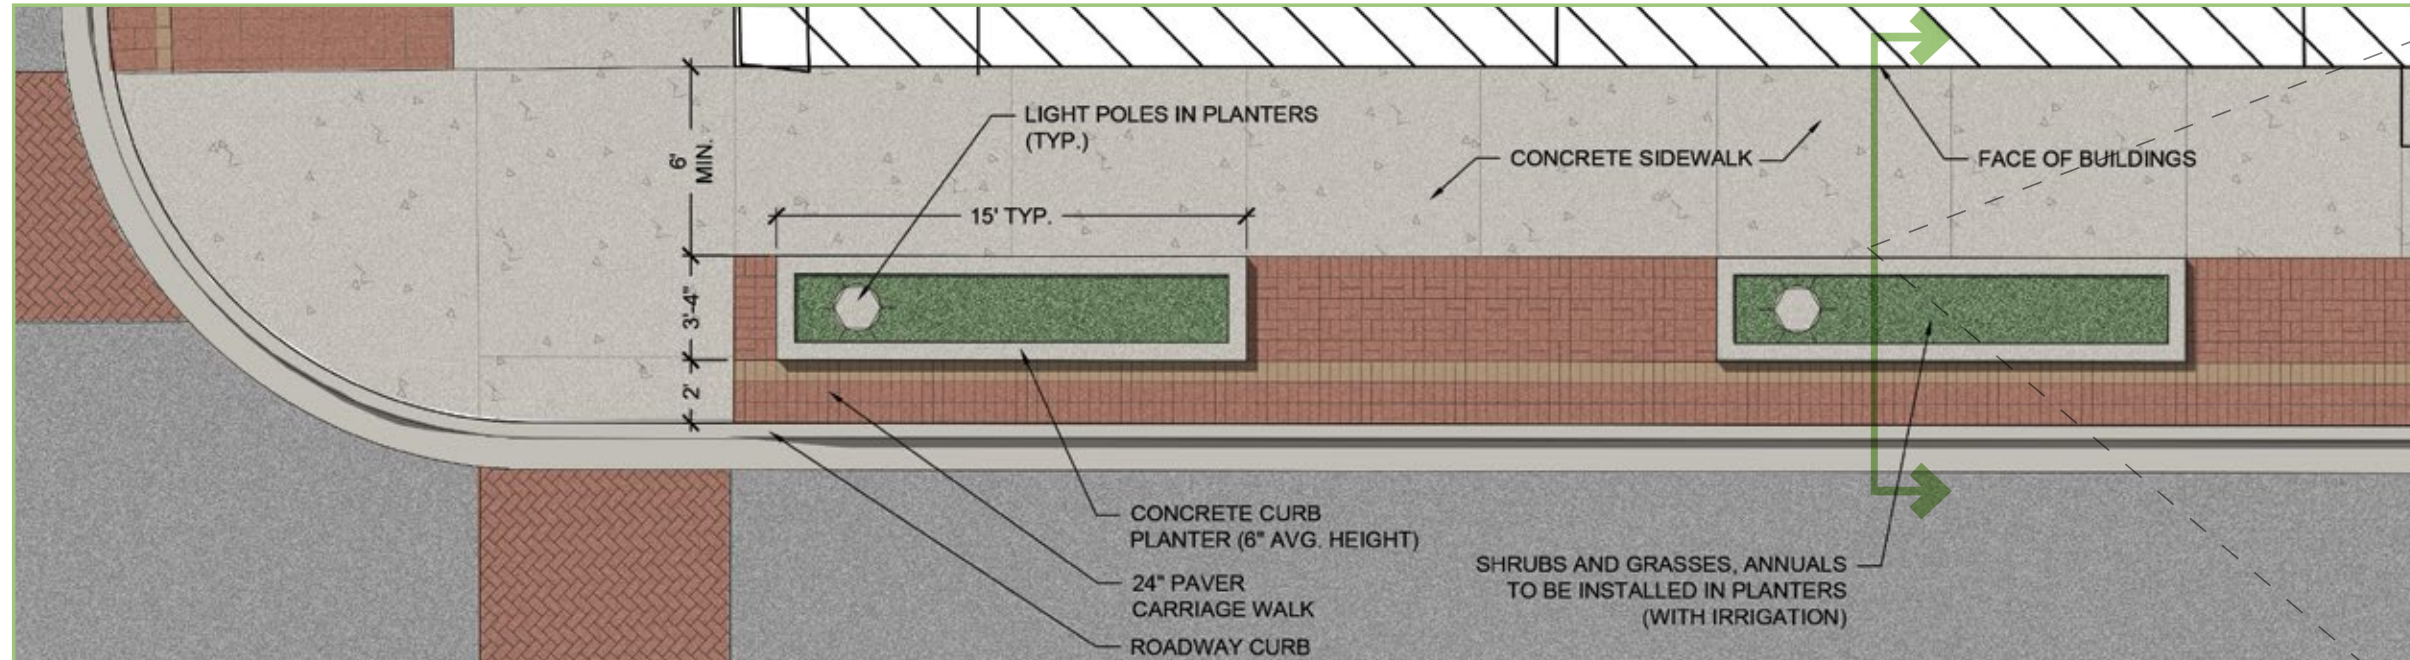 LIGHT POLES IN PLANTERS
(TYP.)
6'
MIN.
CONCRETE SIDEWALK
FACE OF BUILDINGS
15' TYP.
3'-4"
2'
CONCRETE CURB
PLANTER (6" AVG. HEIGHT)
24" PAVER
CARRIAGE WALK
ROADWAY CURB
SHRUBS AND GRASSES, ANNUALS
TO BE INSTALLED IN PLANTERS
(WITH IRRIGATION)